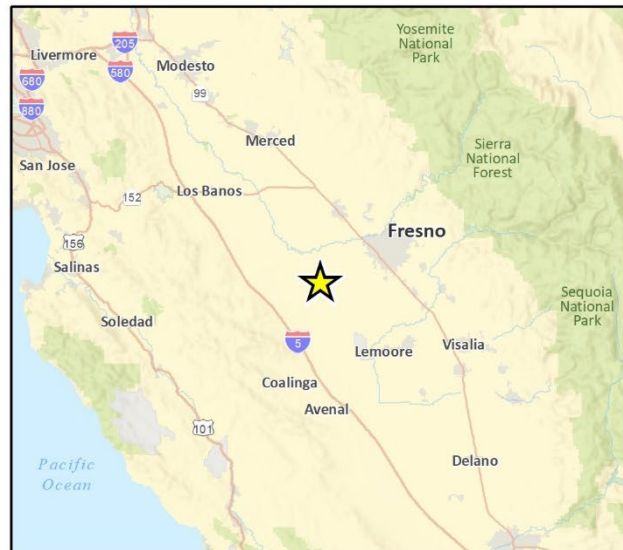 Yosemite
National
Park
205
Livermore
580
Modesto
680
99
880
Merced
Sierra
National
Forest
San Jose
Los Banos
152
156
Fresno
Salinas
Sequoia
National
Park
Soledad
5
Lemoore
Visalia
Coalinga
Avenal
101
Pacific
Ocean
Delano